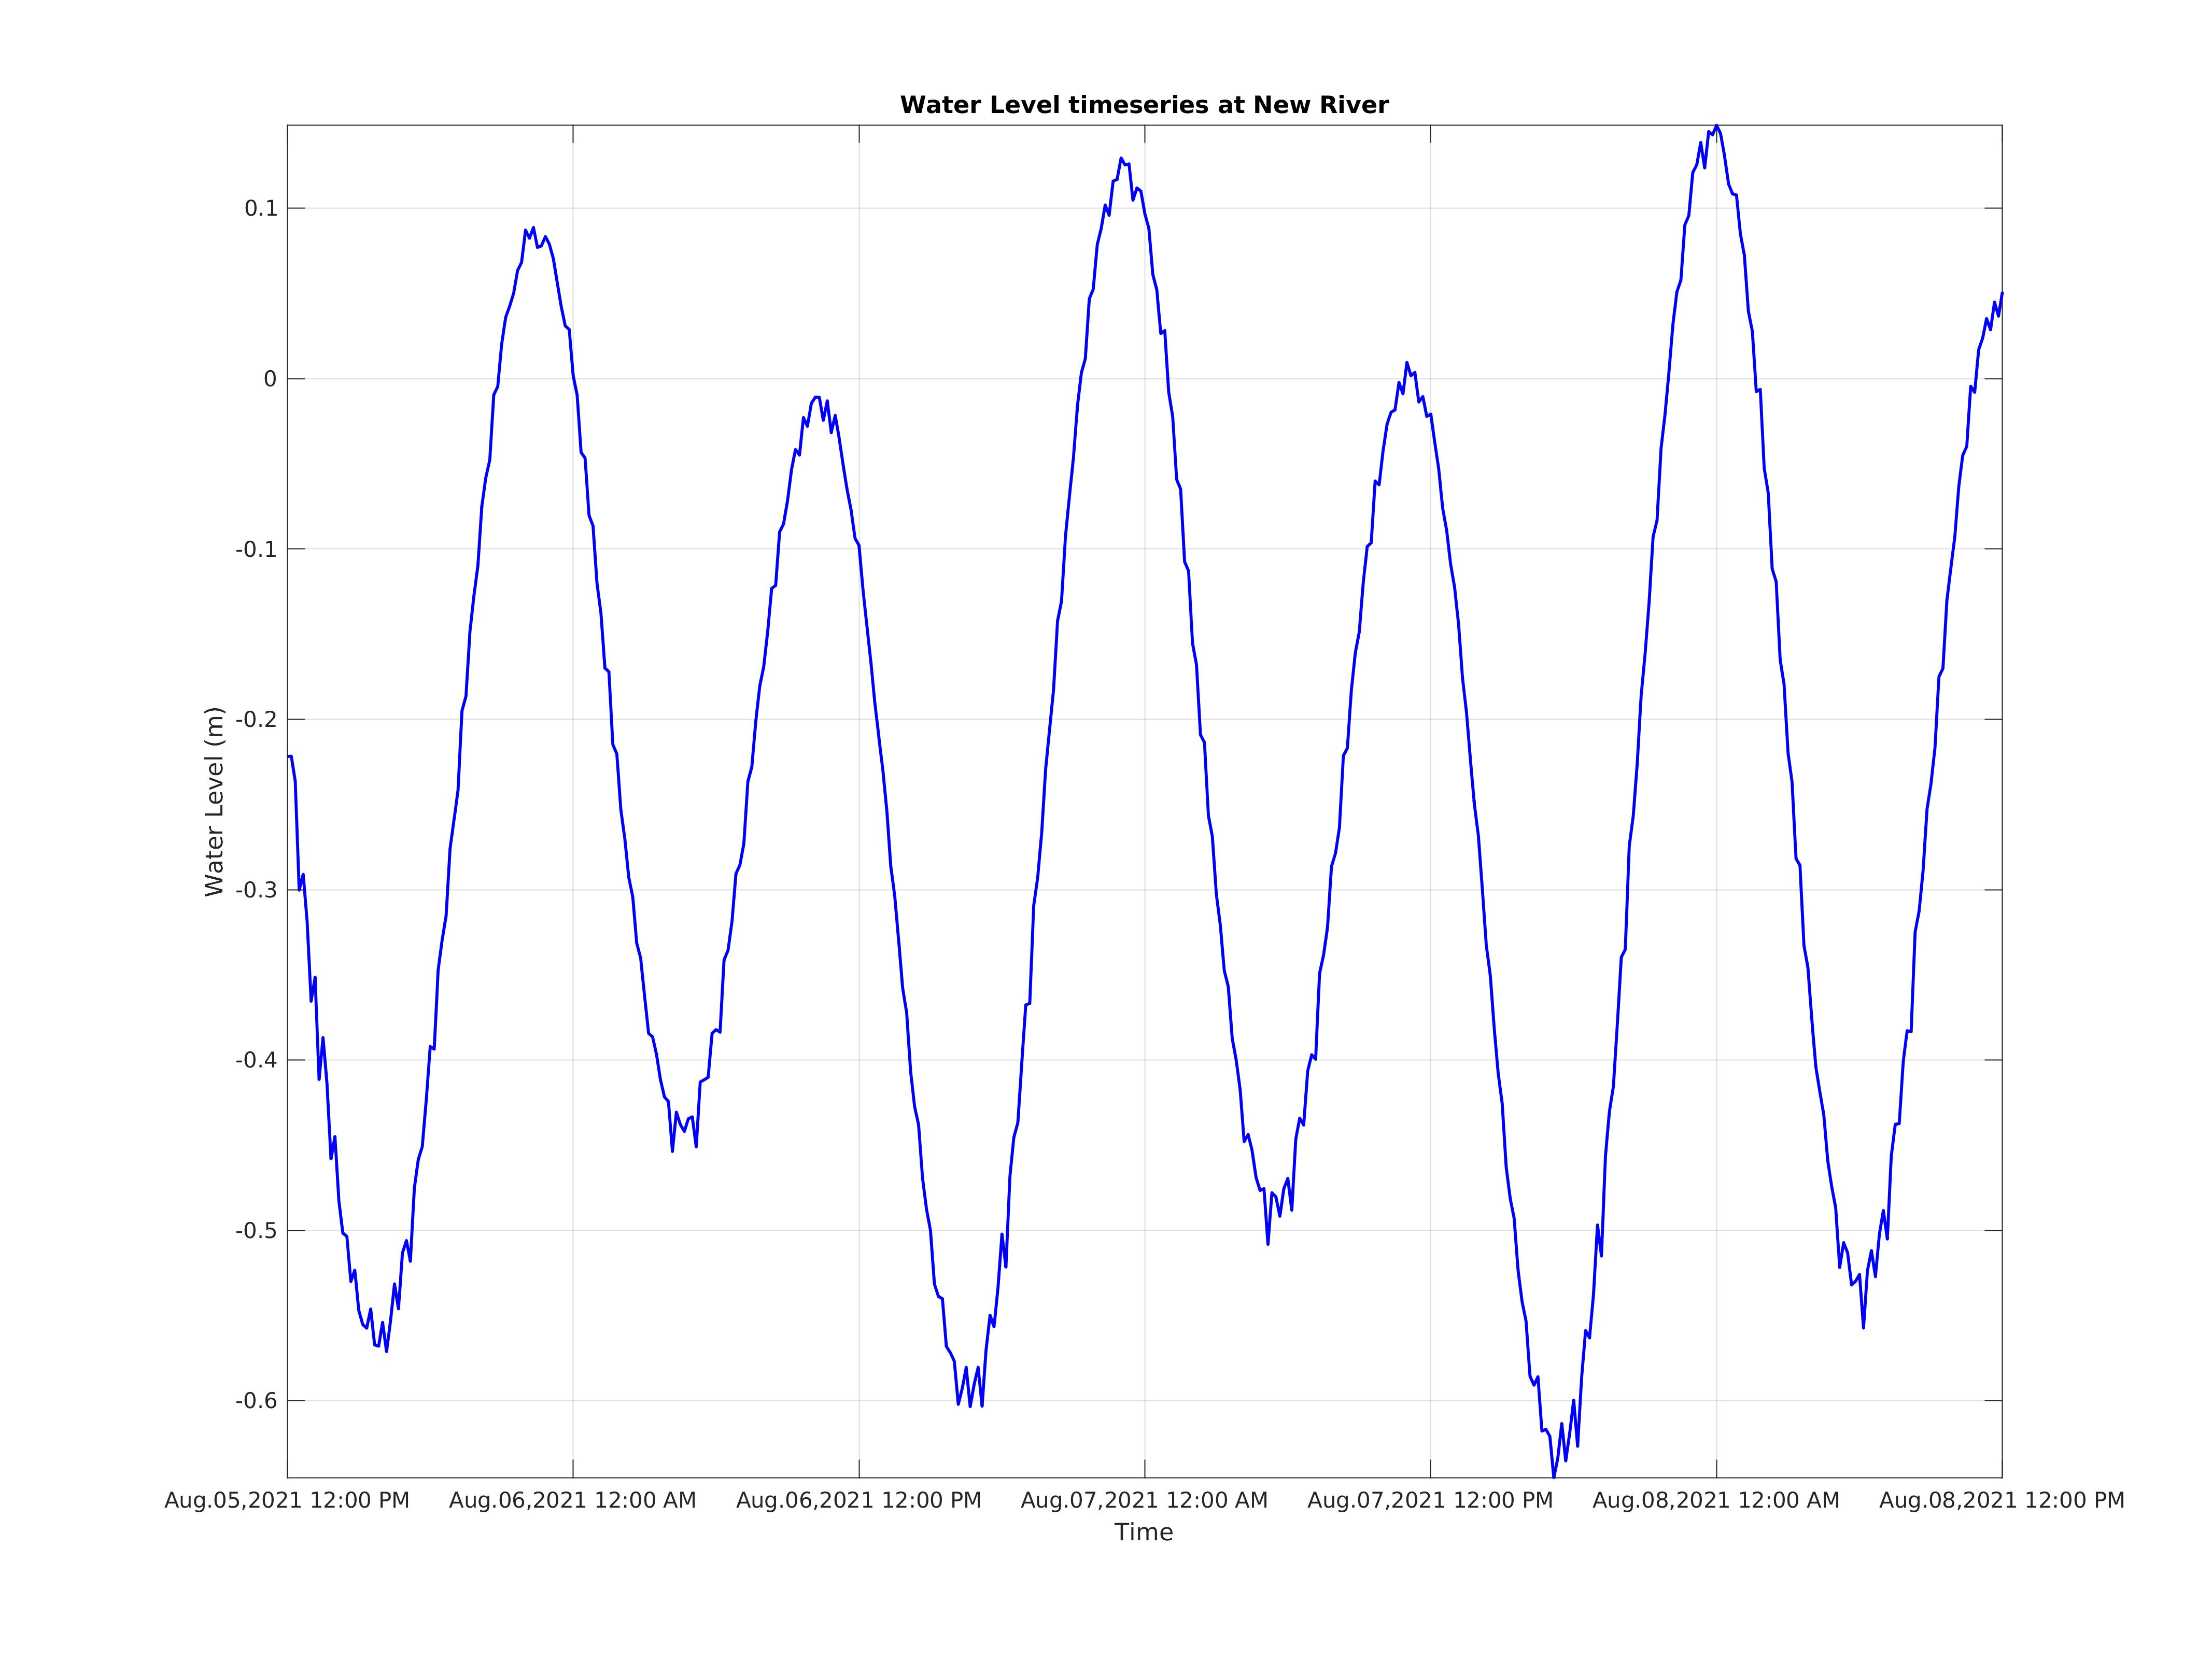 Water Level timeseries at New River
0.1
0
-0.1
-0.2
-0.3
-0.4
-0.5
-0.6
Water Level (m)
Aug.05,2021 12:00 PM Aug.06,2021 12:00 AM Aug.06,2021 12:00 PM Aug.07,2021 12:00 AM Aug.07,2021 12:00 PM Aug.08,2021 12:00 AM Aug.08,2021 12:00 PM
Time